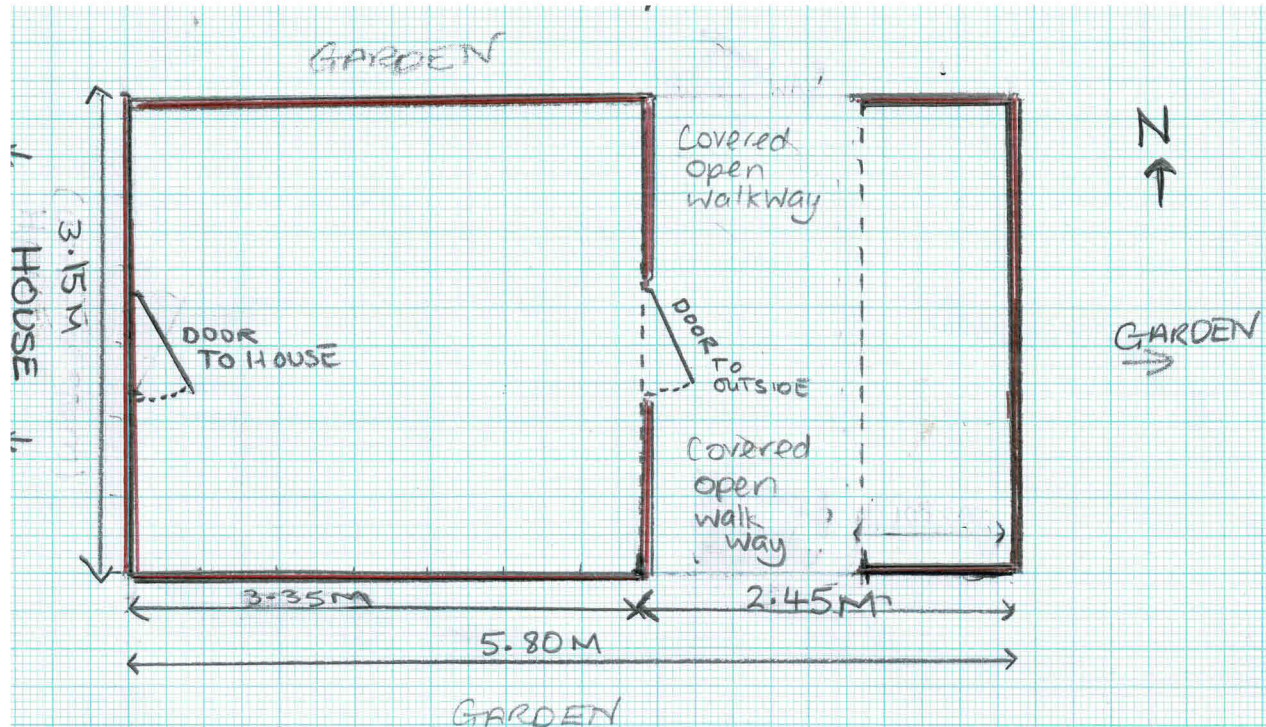 GARDEN
N
Covered
open
walkway
3.15M
HOUSE
DOOR
TO HOUSE
DOOR
TO
OUTSIDE
GARDEN
Covered
open
walk
way
3.35M
2.45M
5.80M
GARDEN